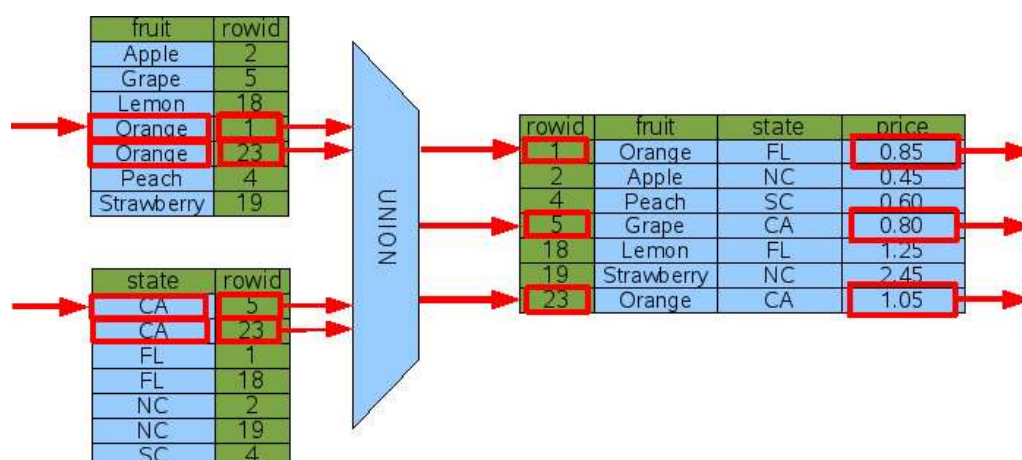 fruit rowid
Apple 2
Grape 5
Lemon 18
Orange 1
Orange 23
Peach 4
Strawberry 19
state rowid
CA 5
CA 23
FL 1
FL 18
NC 2
NC 19
SC 4
UNION
rowid fruit state price
1 Orange FL 0.85
2 Apple NC 0.45
4 Peach SC 0.60
5 Grape CA 0.80
18 Lemon FL 1.25
19 Strawberry NC 2.45
23 Orange CA 1.05